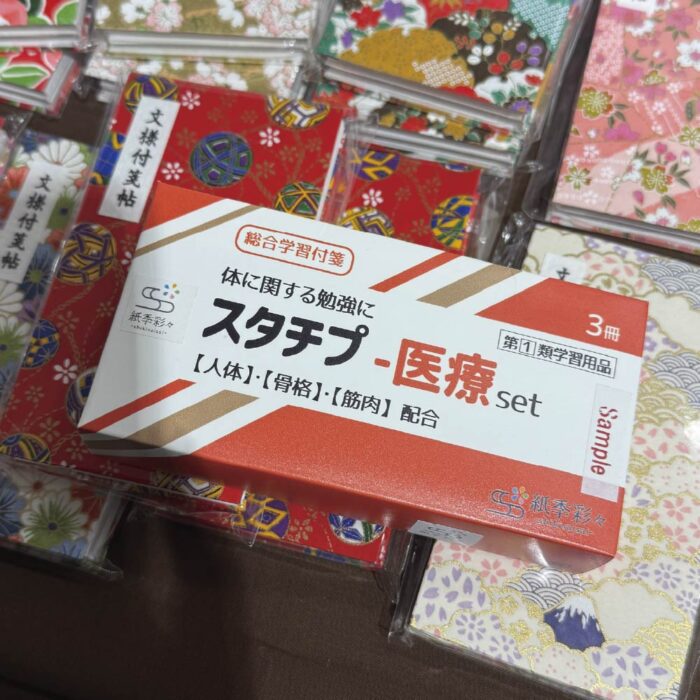 文様付箋帖
文様付箋帖
文
総合学習付箋
紙季彩々
体に関する勉強に
スタチプ
-医療set
【人体】・【骨格】・【筋肉】配合
3冊
第①類学習用品
Sample
紙季彩々